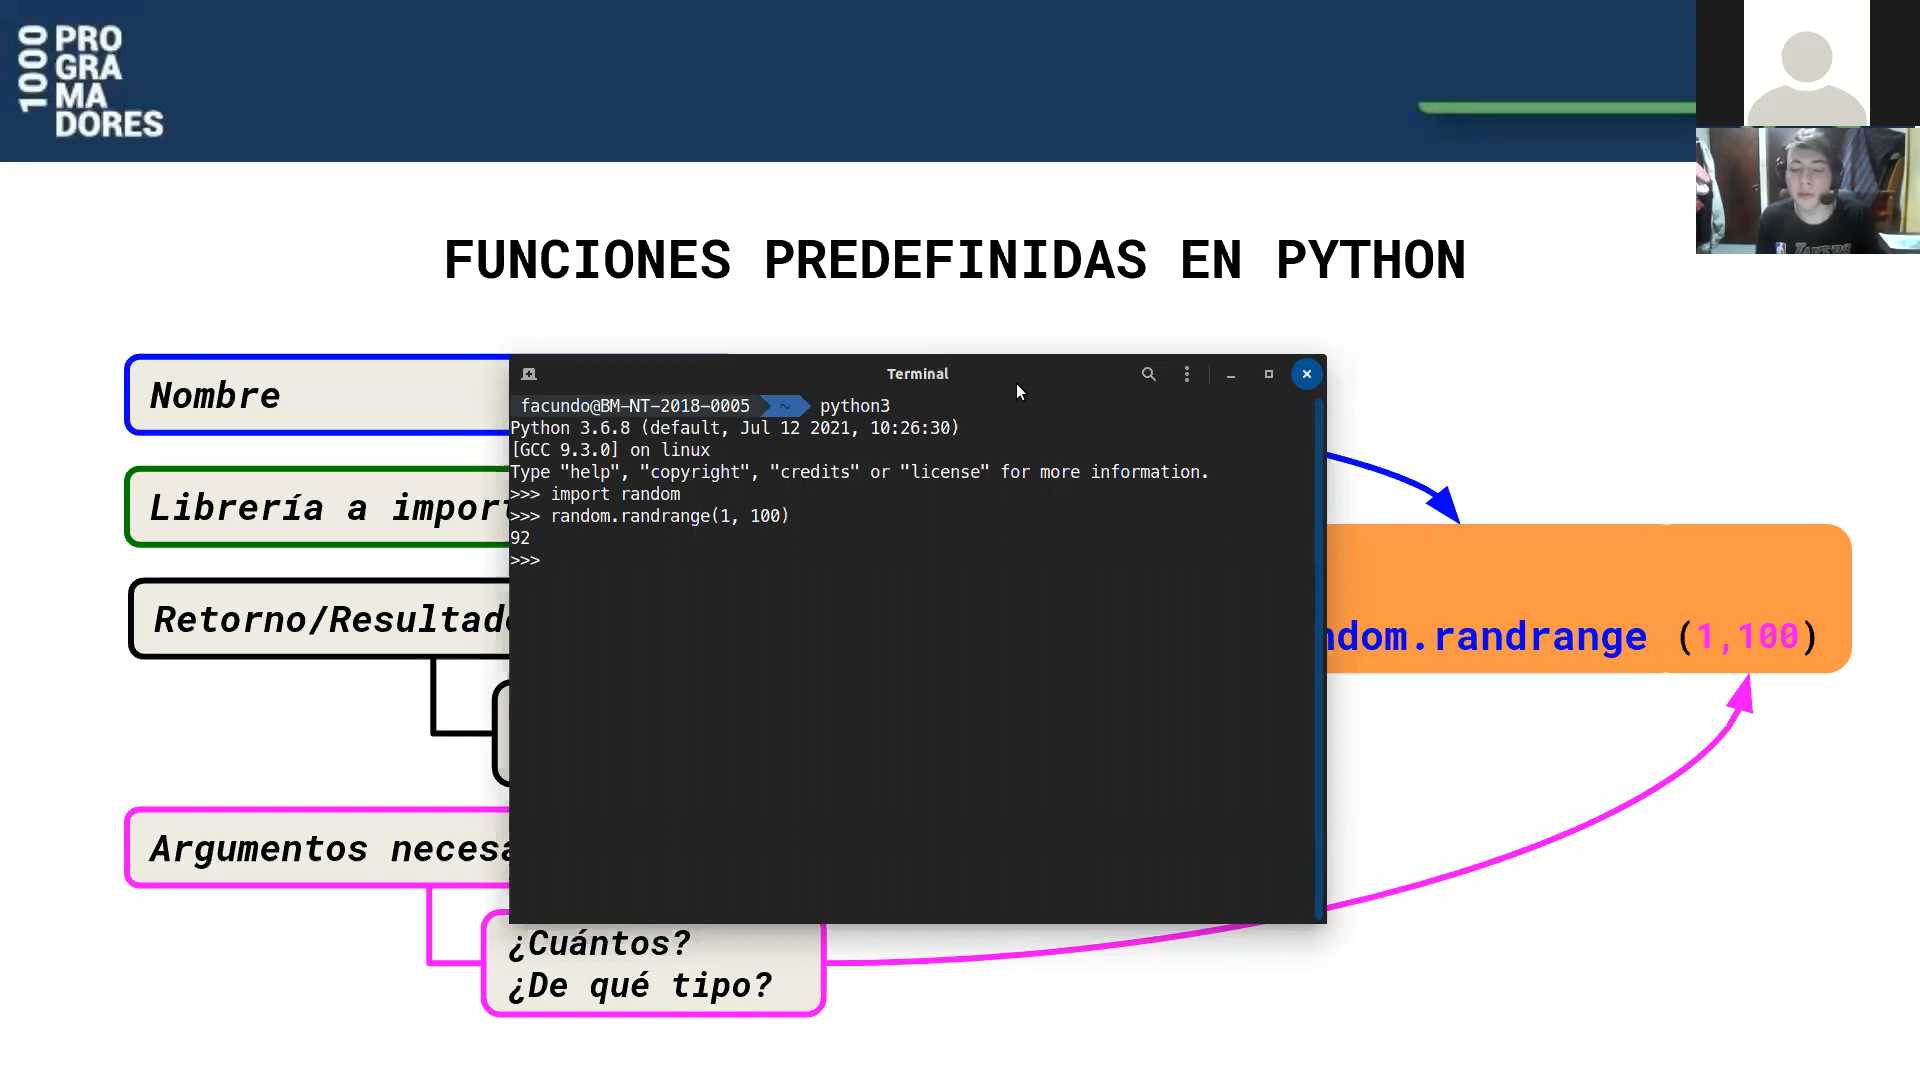 1000
PRO
GRA
MA
DORES
FUNCIONES PREDEFINIDAS EN PYTHON
Nombre
Librería a impor
Retorno/Resultado
Argumentos neces
¿Cuántos?
¿De qué tipo?
Terminal
facundo@BM-NT-2018-0005 ~ python3
Python 3.6.8 (default, Jul 12 2021, 10:26:30)
[GCC 9.3.0] on linux
Type "help", "copyright", "credits" or "license" for more information.
>>> import random
>>> random.randrange(1, 100)
92
>>>
ndom.randrange (1,100)